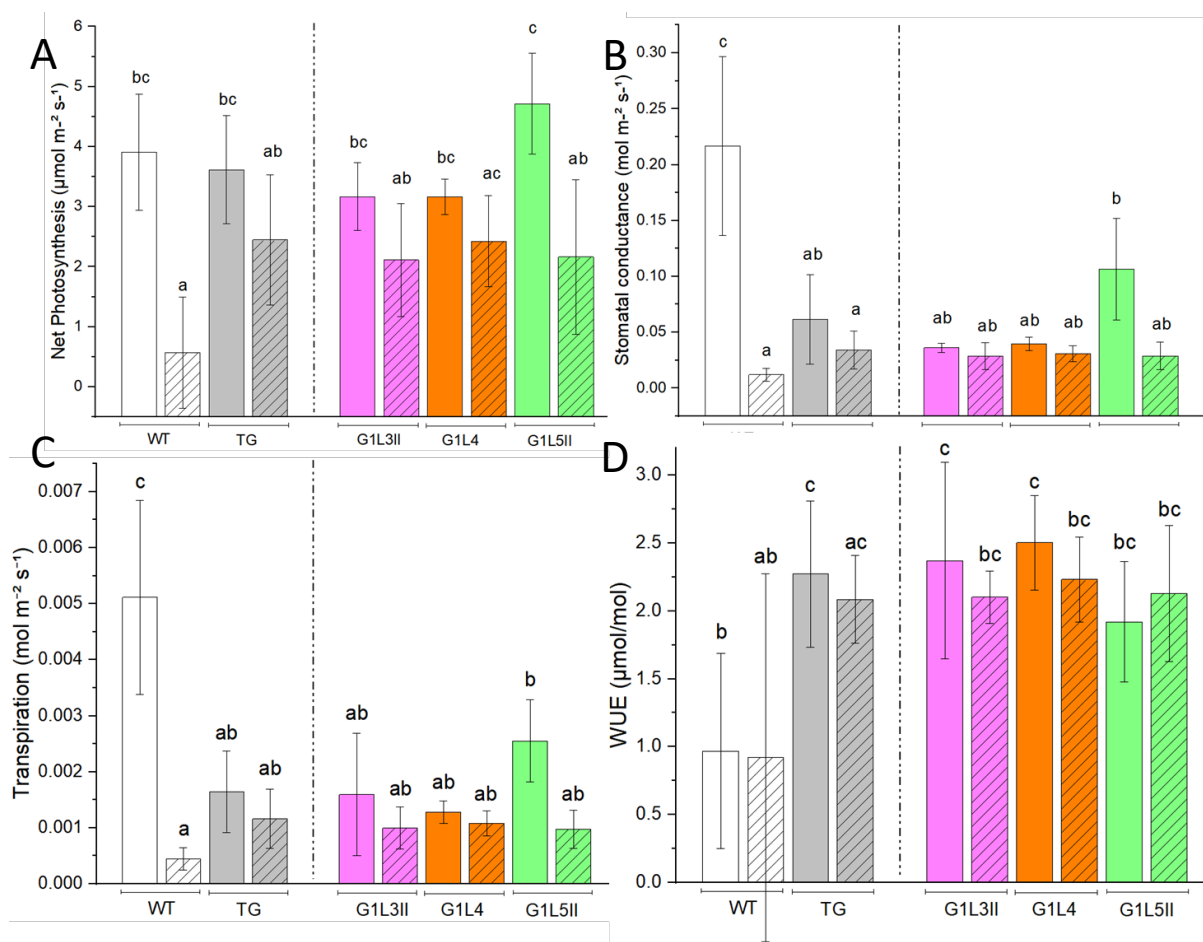 A
Net Photosynthesis (µmol m-² s-¹)
6
5
4
3
2
1
0
bc
a
bc
ab
bc
ab
bc
ac
c
ab
WT
TG
G1L3II
G1L4
G1L5II
B
Stomatal conductance (mol m-² s-¹)
0.30
0.25
0.20
0.15
0.10
0.05
0.00
c
a
ab
a
ab
ab
ab
ab
b
ab
C
Transpiration (mol m⁻² s⁻¹)
0.007
0.006
0.005
0.004
0.003
0.002
0.001
0.000
c
a
ab
ab
ab
ab
ab
ab
b
ab
WT
TG
G1L3II
G1L4
G1L5II
D
WUE (µmol/mol)
3.0
2.5
2.0
1.5
1.0
0.5
0.0
b
ab
c
ac
c
bc
c
bc
bc
bc
WT
TG
G1L3II
G1L4
G1L5II